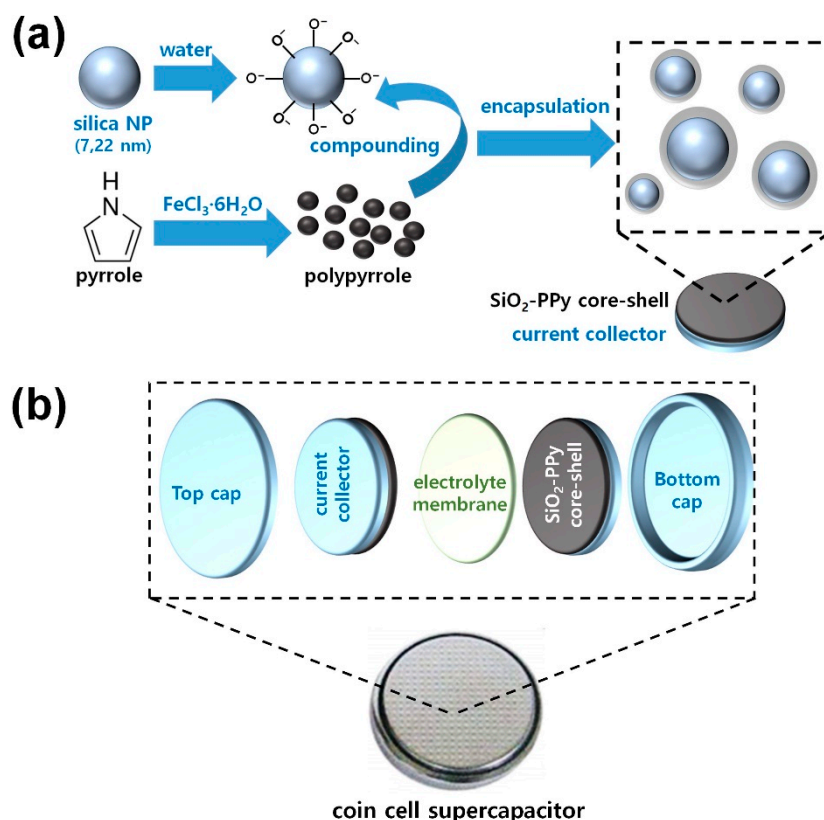 (a)
water
silica NP
(7,22 nm)
O⁻
O⁻
O⁻
O⁻
O⁻
O⁻
O⁻
O⁻
compounding
encapsulation
H
N
pyrrole
FeCl₃·6H₂O
polypyrrole
SiO₂-PPy core-shell
current collector
(b)
Top cap
current
collector
electrolyte
membrane
SiO₂-PPy
core-shell
Bottom
cap
coin cell supercapacitor